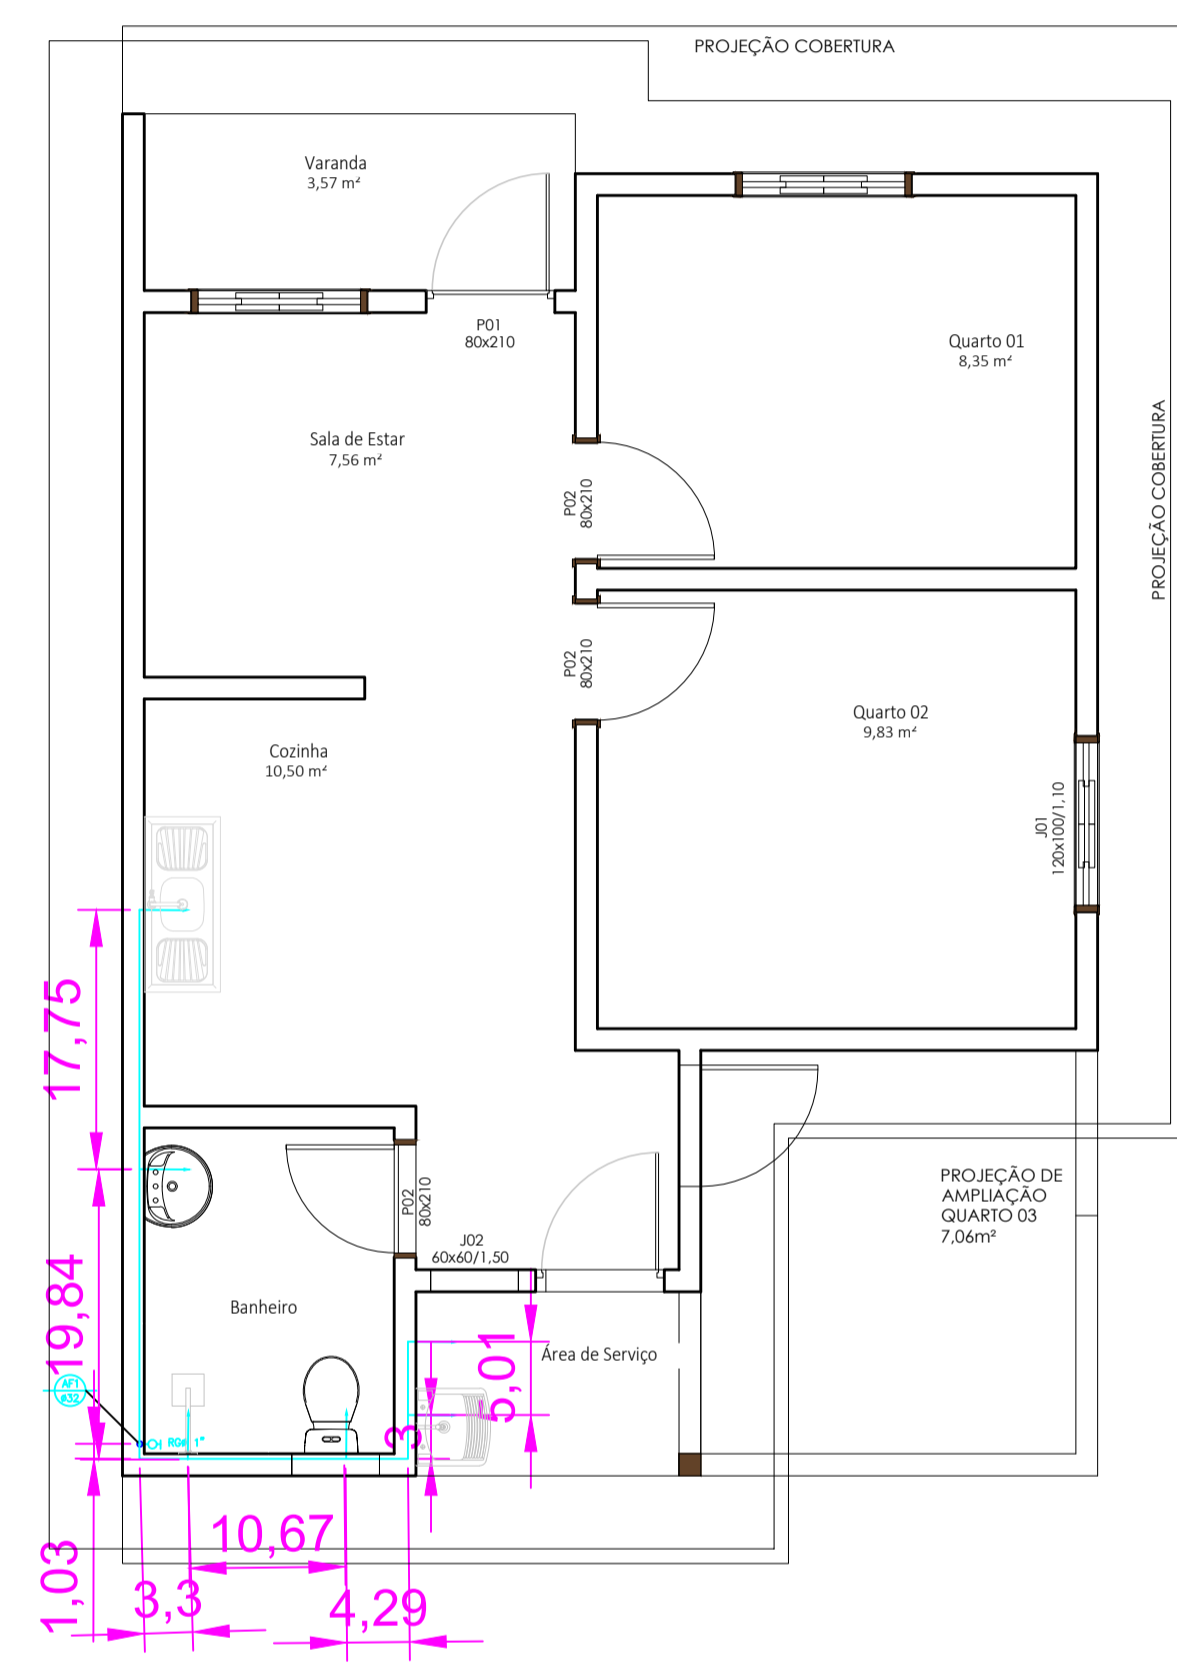 PROJEÇÃO COBERTURA
Varanda
3,57 m²
P01
80x210
Quarto 01
8,35 m²
PROJEÇÃO COBERTURA
Sala de Estar
7,56 m²
P02
80x210
P02
80x210
Quarto 02
9,83 m²
Cozinha
10,50 m²
J01
120x100/1,10
17,75
P02
80x210
J02
60x60/1,50
PROJEÇÃO DE
AMPLIAÇÃO
QUARTO 03
7,06m²
Banheiro
19,84
Área de Serviço
5,01
AF1
ø32
3
RGø 1"
10,67
1,03
3,3
4,29